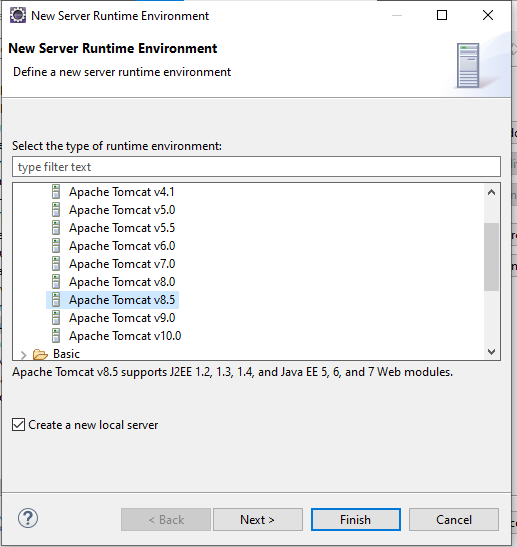 New Server Runtime Environment
New Server Runtime Environment
Define a new server runtime environment
Select the type of runtime environment:
type filter text
Apache Tomcat v4.1
Apache Tomcat v5.0
Apache Tomcat v5.5
Apache Tomcat v6.0
Apache Tomcat v7.0
Apache Tomcat v8.0
Apache Tomcat v8.5
Apache Tomcat v9.0
Apache Tomcat v10.0
Basic
Apache Tomcat v8.5 supports J2EE 1.2, 1.3, 1.4, and Java EE 5, 6, and 7 Web modules.
Create a new local server
? < Back Next > Finish Cancel